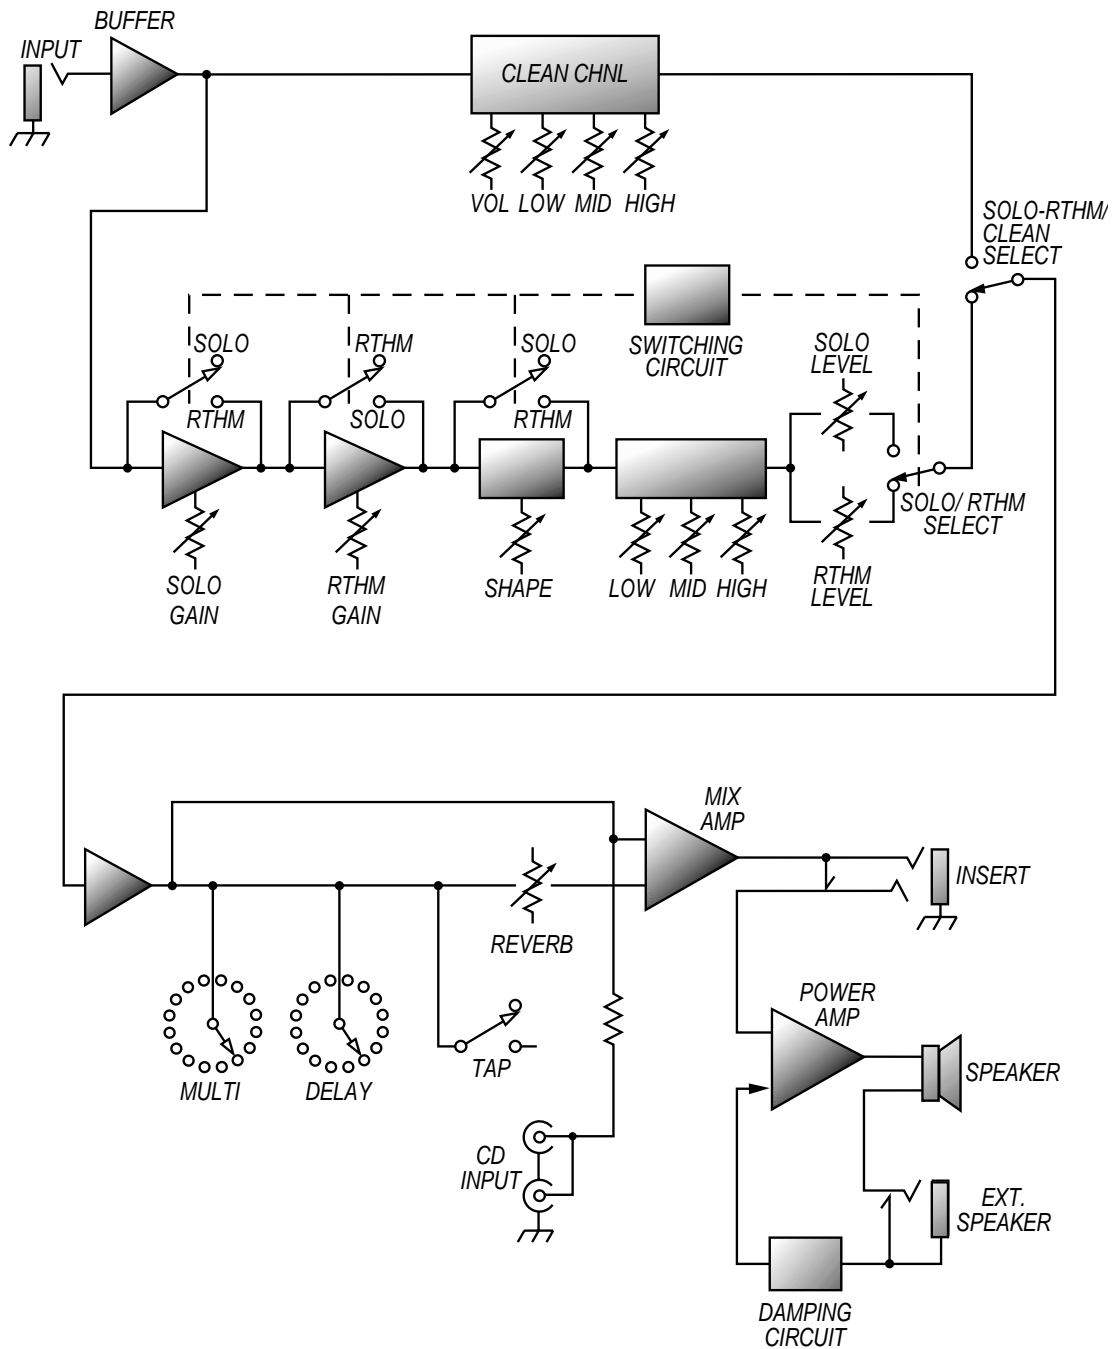 BUFFER
INPUT
CLEAN CHNL
VOL LOW MID HIGH
SOLO-RTHM/
CLEAN
SELECT
SWITCHING
CIRCUIT
SOLO
RTHM
RTHM
SOLO
SOLO
RTHM
SOLO
LEVEL
SOLO/ RTHM
SELECT
SOLO
GAIN
RTHM
GAIN
SHAPE
LOW MID HIGH
RTHM
LEVEL
MIX
AMP
INSERT
REVERB
POWER
AMP
MULTI
DELAY
TAP
SPEAKER
CD
INPUT
EXT.
SPEAKER
DAMPING
CIRCUIT